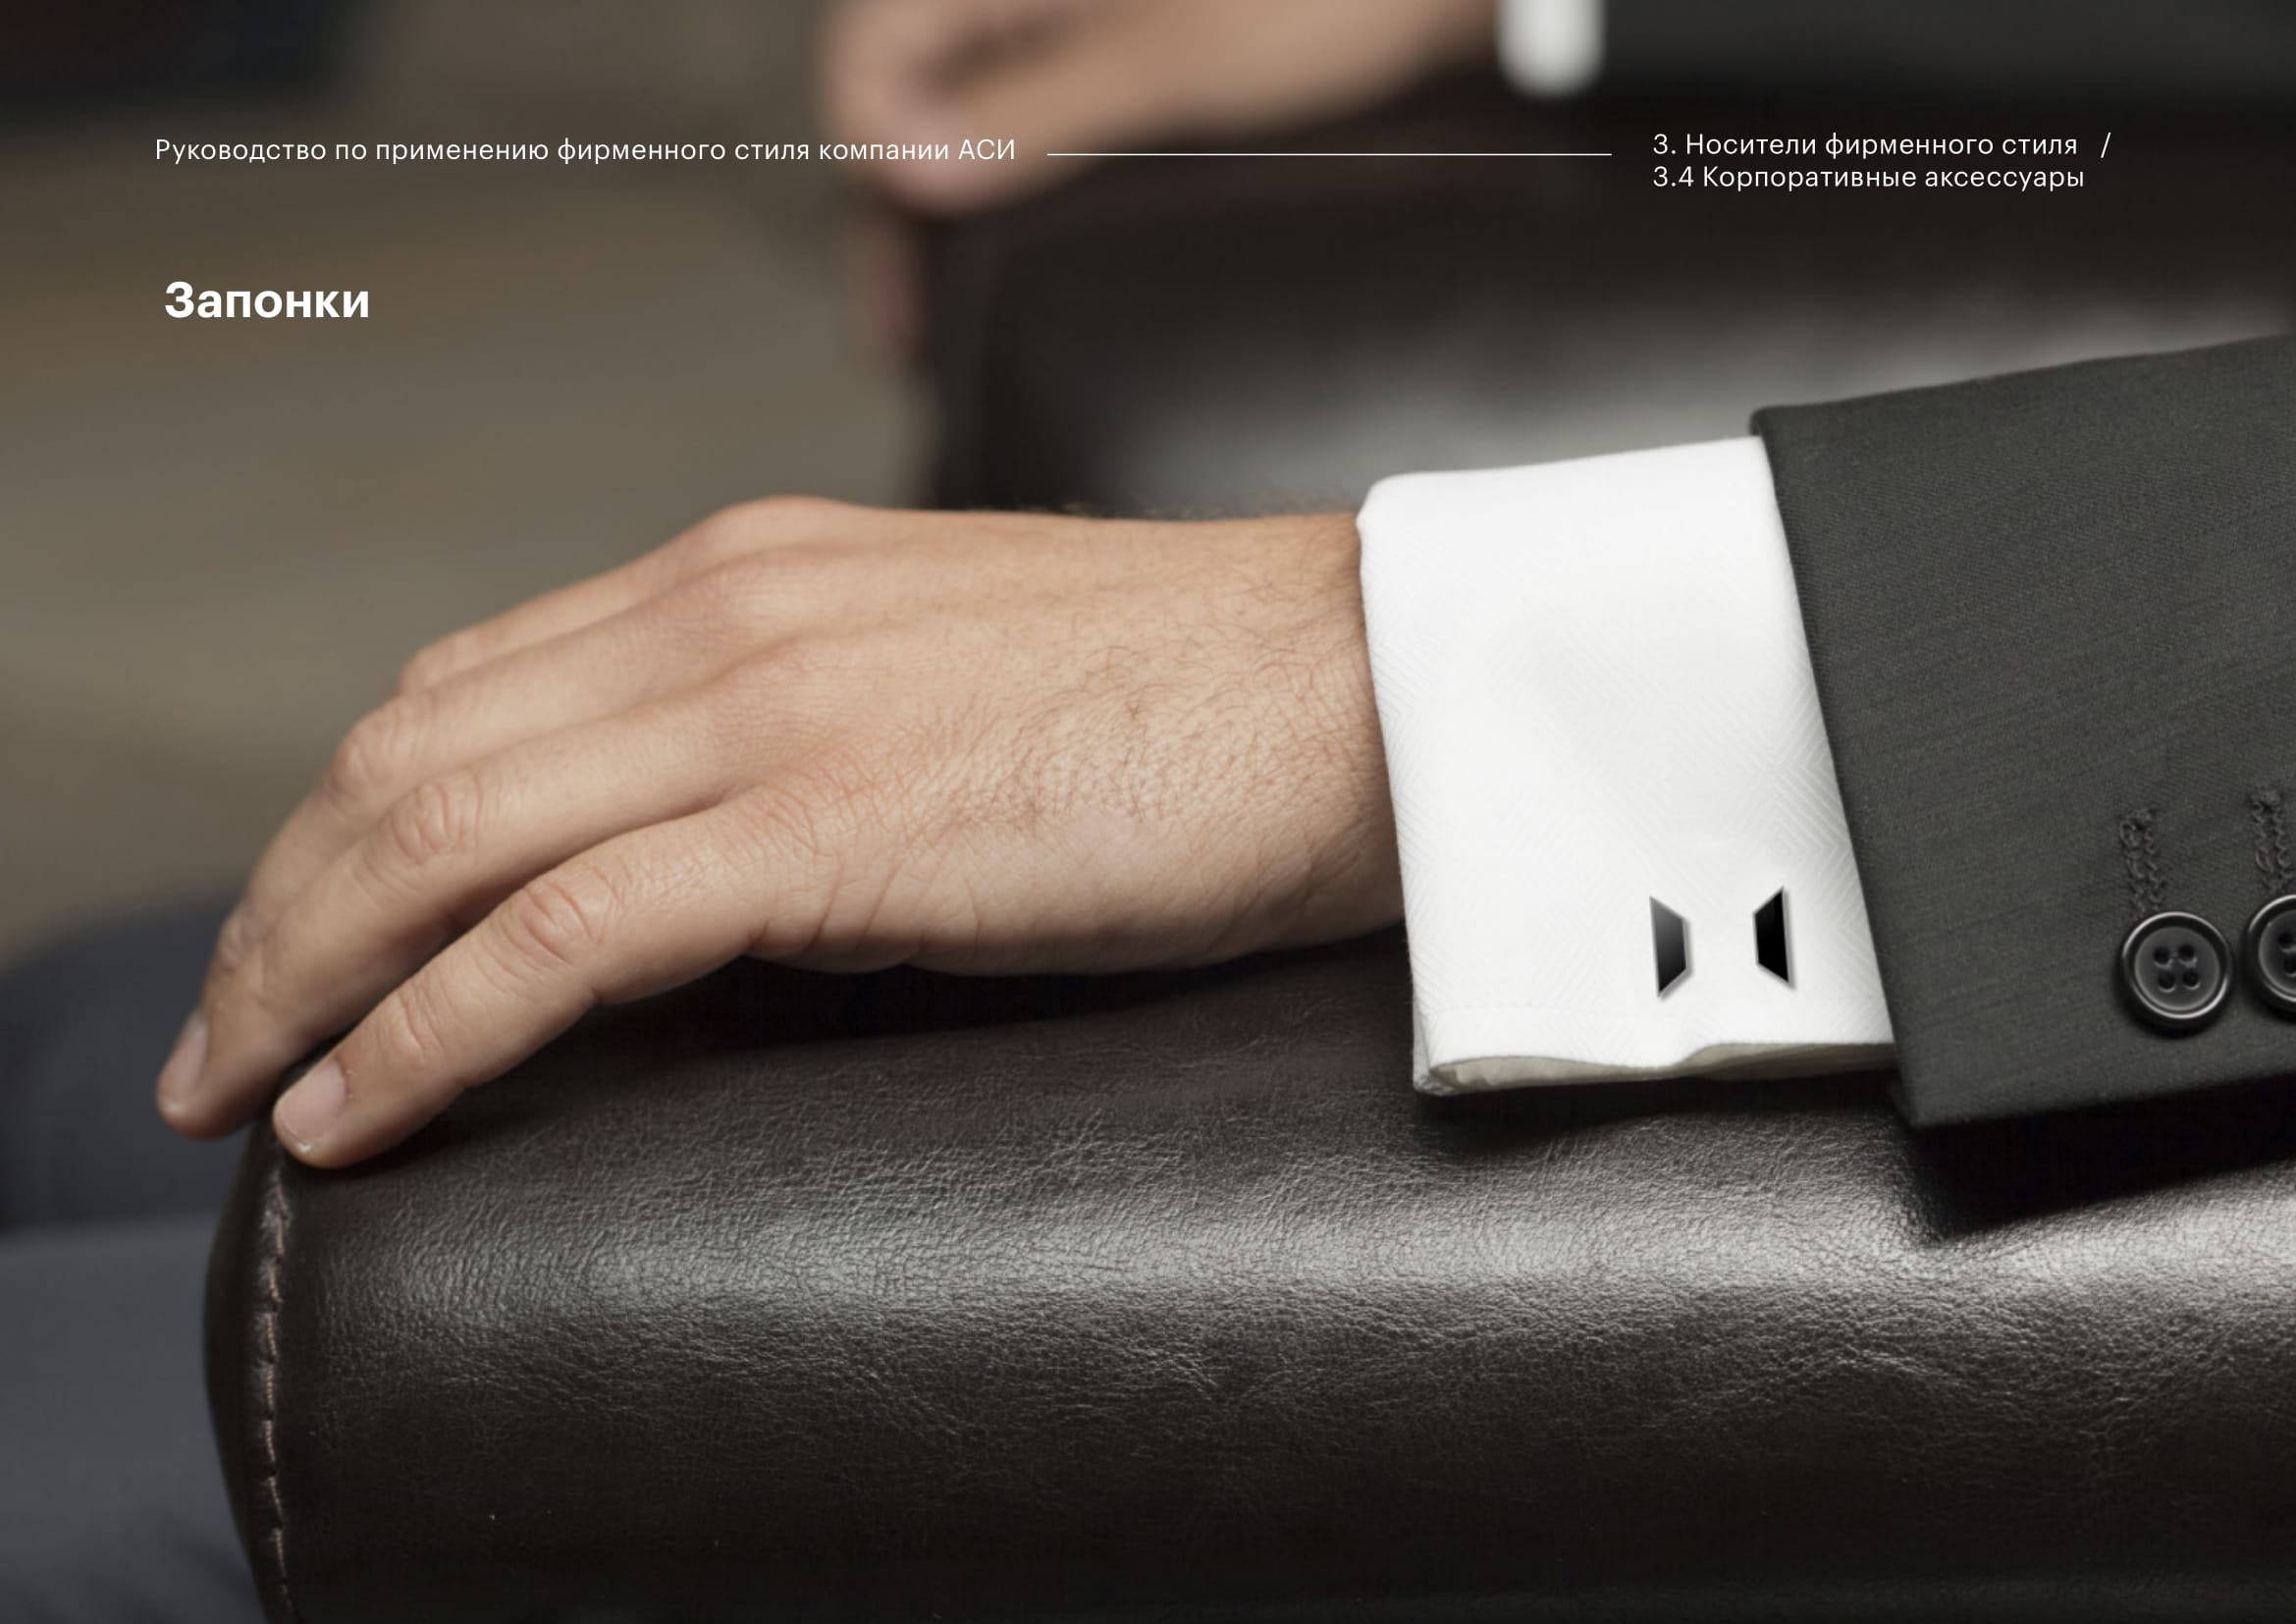 Руководство по применению фирменного стиля компании АСИ
3. Носители фирменного стиля /
3.4 Корпоративные аксессуары
Запонки